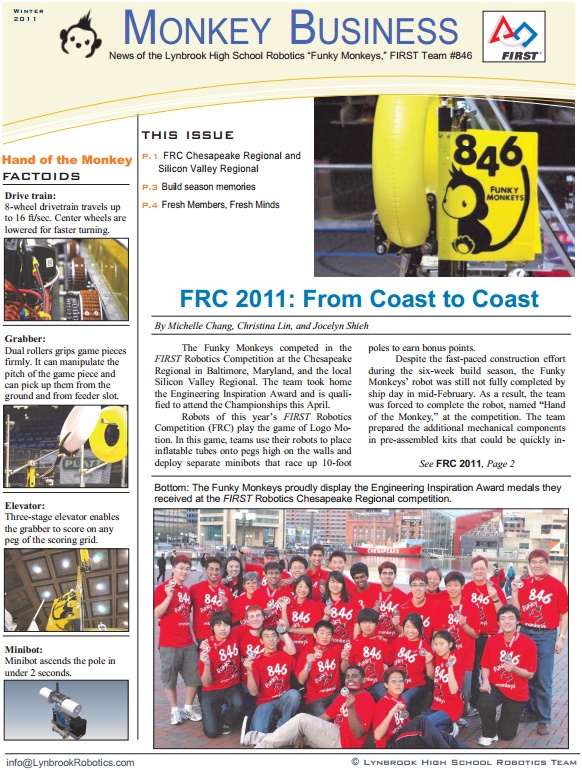 WINTER
2011
MONKEY BUSINESS
News of the Lynbrook High School Robotics “Funky Monkeys,” FIRST Team #846
FIRST
THIS ISSUE
P.1 FRC Chesapeake Regional and
Silicon Valley Regional
P.3 Build season memories
P.4 Fresh Members, Fresh Minds
846
FUNKY
MONKEYS
Hand of the Monkey
FACTOIDS
Drive train:
8-wheel drivetrain travels up
to 16 ft/sec. Center wheels are
lowered for faster turning.
Grabber:
Dual rollers grips game pieces
firmly. It can manipulate the
pitch of the game piece and
can pick up them from the
ground and from feeder slot.
Elevator:
Three-stage elevator enables
the grabber to score on any
peg of the scoring grid.
Minibot:
Minibot ascends the pole in
under 2 seconds.
FRC 2011: From Coast to Coast
By Michelle Chang, Christina Lin, and Jocelyn Shieh
The Funky Monkeys competed in the
FIRST Robotics Competition at the Chesapeake
Regional in Baltimore, Maryland, and the local
Silicon Valley Regional. The team took home
the Engineering Inspiration Award and is quali-
fied to attend the Championships this April.
Robots of this year’s FIRST Robotics
Competition (FRC) play the game of Logo Mo-
tion. In this game, teams use their robots to place
inflatable tubes onto pegs high on the walls and
deploy separate minibots that race up 10-foot
poles to earn bonus points.
Despite the fast-paced construction effort
during the six-week build season, the Funky
Monkeys’ robot was still not fully completed by
ship day in mid-February. As a result, the team
was forced to complete the robot, named “Hand
of the Monkey,” at the competition. The team
prepared the additional mechanical components
in pre-assembled kits that could be quickly in-
See FRC 2011, Page 2
Bottom: The Funky Monkeys proudly display the Engineering Inspiration Award medals they
received at the FIRST Robotics Chesapeake Regional competition.
CHESAPEAKE
info@LynbrookRobotics.com
© LYNBROOK HIGH SCHOOL ROBOTICS TEAM